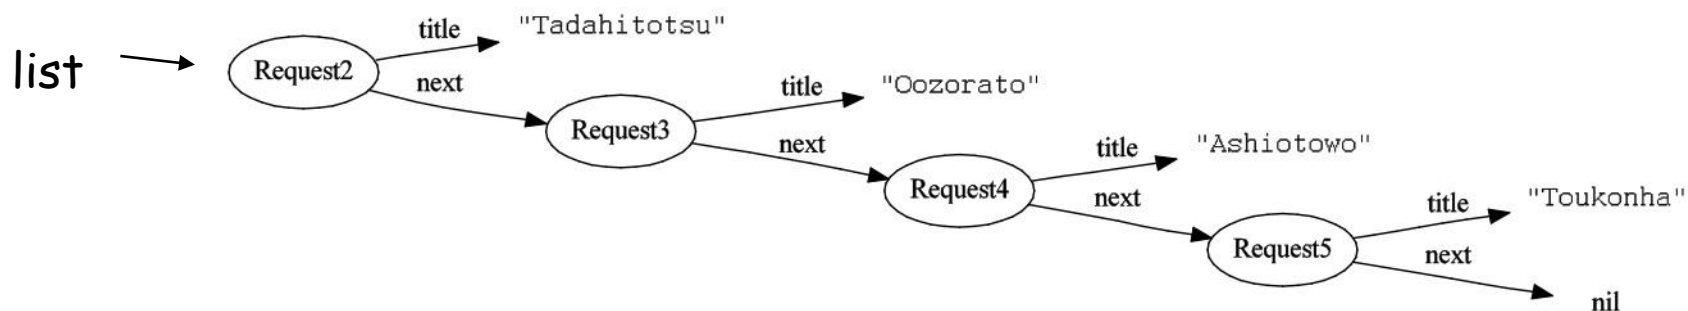 list
Request2
title
"Tadahitotsu"
next
Request3
title
"Oozorato"
next
Request4
title
"Ashiotowo"
next
Request5
title
"Toukonha"
next
nil